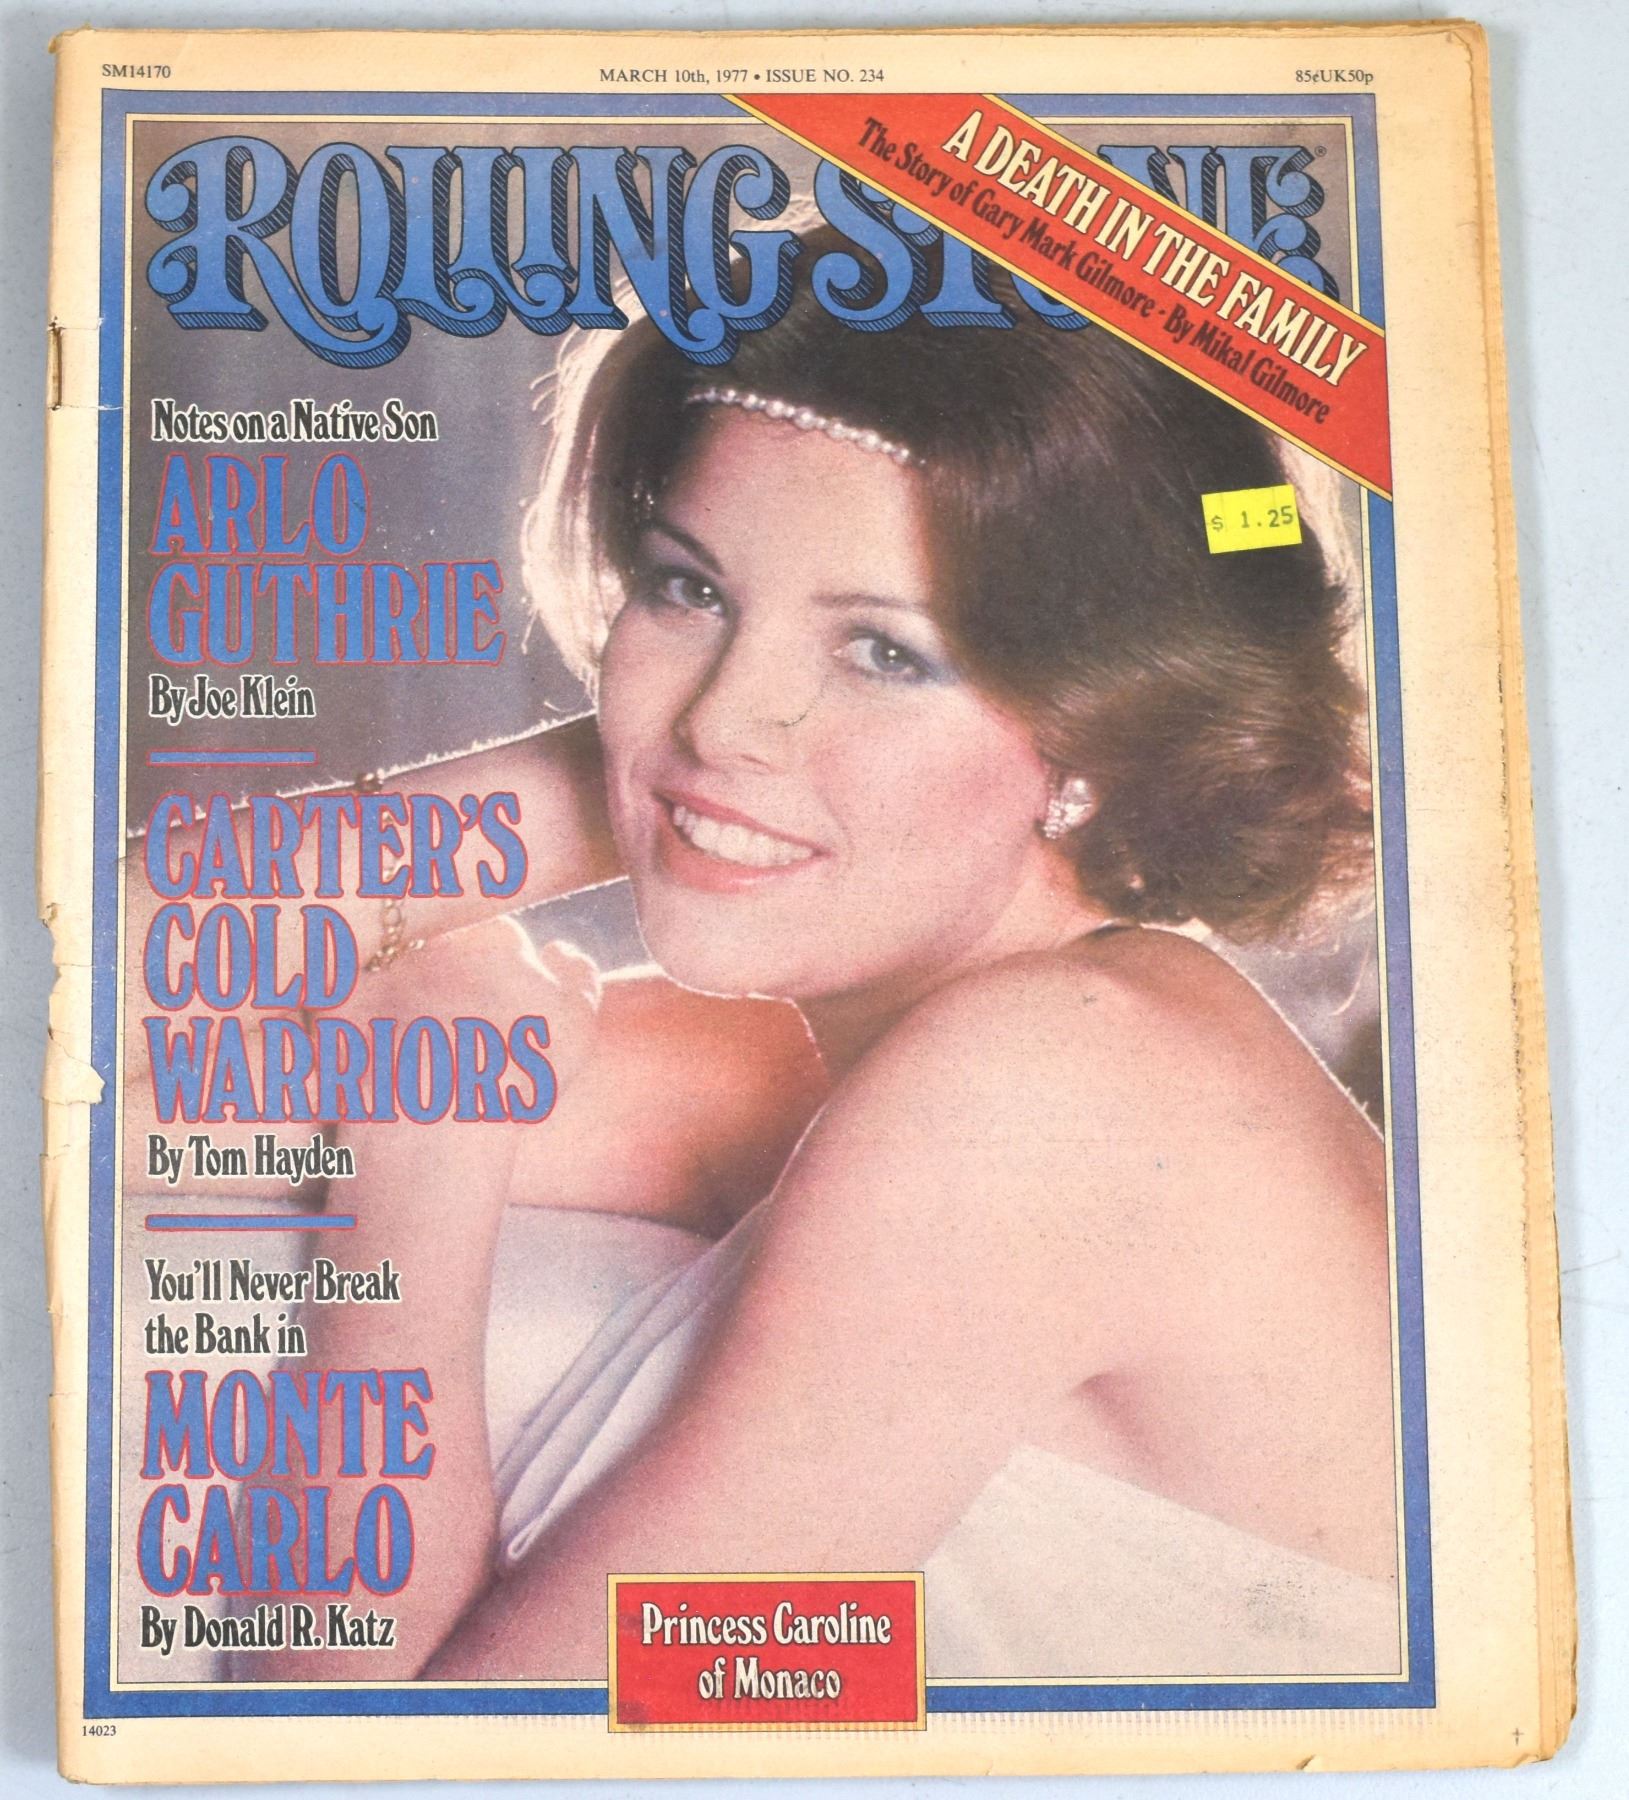 SM14170
MARCH 10th, 1977 • ISSUE NO. 234
85¢UK50p
ROLLING STONE®
A DEATH IN THE FAMILY
The Story of Gary Mark Gilmore · By Mikal Gilmore
$ 1.25
Notes on a Native Son
ARLO
GUTHRIE
By Joe Klein
CARTER'S
COLD
WARRIORS
By Tom Hayden
You'll Never Break
the Bank in
MONTE
CARLO
By Donald R. Katz
Princess Caroline
of Monaco
14023